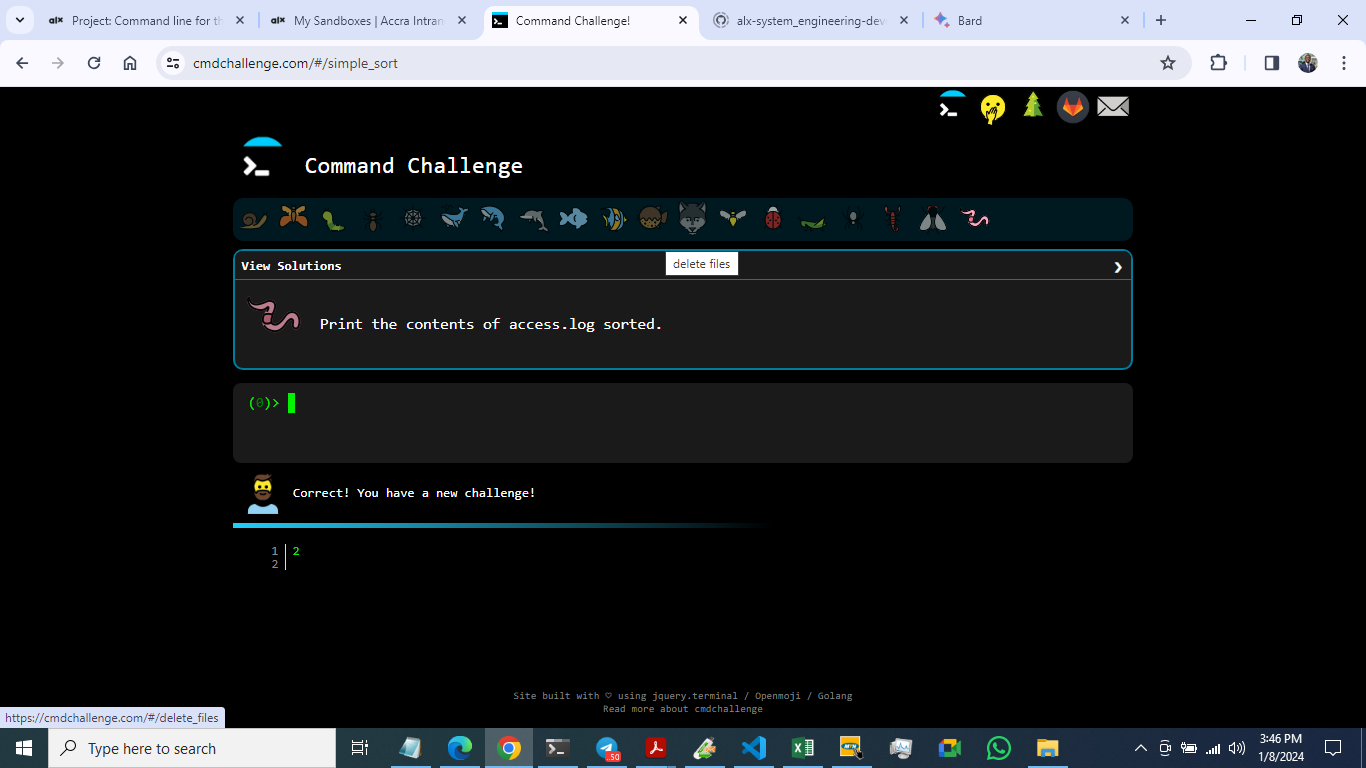 alx Project: Command line for th
alx My Sandboxes | Accra Intran
Command Challenge!
alx-system_engineering-devo
Bard
cmdchallenge.com/#/simple_sort
>_
>_ Command Challenge
View Solutions
delete files
❯
Print the contents of access.log sorted.
(0)>
Correct! You have a new challenge!
1 2
2
Site built with ♡ using jquery.terminal / Openmoji / Golang
Read more about cmdchallenge
https://cmdchallenge.com/#/delete_files
Type here to search
.50
3:46 PM
1/8/2024